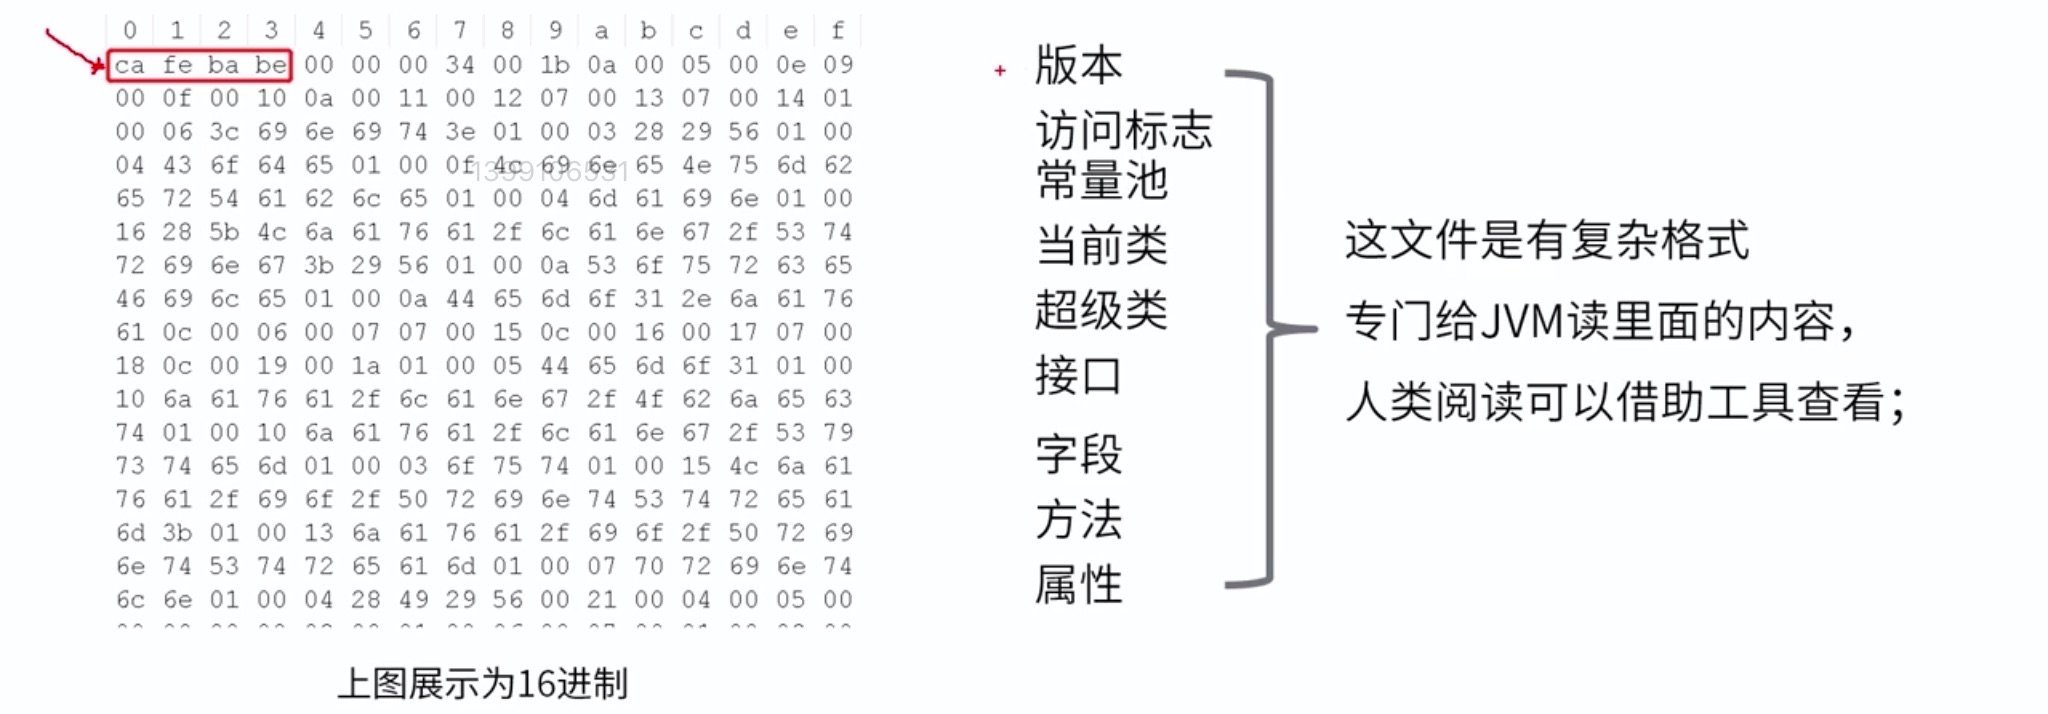 0 1 2 3 4 5 6 7 8 9 a b c d e f
ca fe ba be 00 00 00 34 00 1b 0a 00 05 00 0e 09
00 0f 00 10 0a 00 11 00 12 07 00 13 07 00 14 01
00 06 3c 69 6e 69 74 3e 01 00 03 28 29 56 01 00
04 43 6f 64 65 01 00 0f 4c 69 6e 65 4e 75 6d 62
65 72 54 61 62 6c 65 01 00 04 6d 61 69 6e 01 00
16 28 5b 4c 6a 61 76 61 2f 6c 61 6e 67 2f 53 74
72 69 6e 67 3b 29 56 01 00 0a 53 6f 75 72 63 65
46 69 6c 65 01 00 0a 44 65 6d 6f 31 2e 6a 61 76
61 0c 00 06 00 07 07 00 15 0c 00 16 00 17 07 00
18 0c 00 19 00 1a 01 00 05 44 65 6d 6f 31 01 00
10 6a 61 76 61 2f 6c 61 6e 67 2f 4f 62 6a 65 63
74 01 00 10 6a 61 76 61 2f 6c 61 6e 67 2f 53 79
73 74 65 6d 01 00 03 6f 75 74 01 00 15 4c 6a 61
76 61 2f 69 6f 2f 50 72 69 6e 74 53 74 72 65 61
6d 3b 01 00 13 6a 61 76 61 2f 69 6f 2f 50 72 69
6e 74 53 74 72 65 61 6d 01 00 07 70 72 69 6e 74
6c 6e 01 00 04 28 49 29 56 00 21 00 04 00 05 00
上图展示为16进制
版本
访问标志
常量池
当前类
超级类
接口
字段
方法
属性
这文件是有复杂格式
专门给JVM读里面的内容，
人类阅读可以借助工具查看；